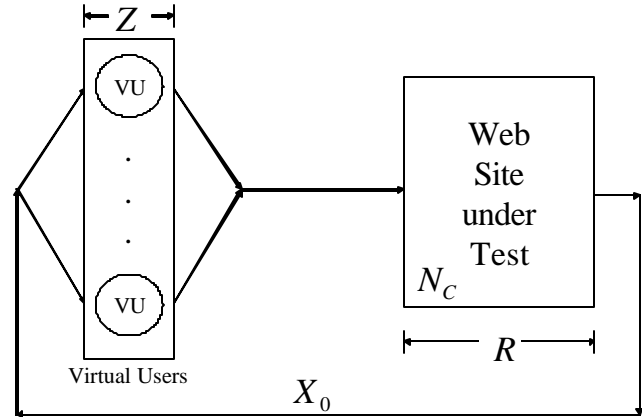 Z
VU
.
.
.
VU
Virtual Users
Web
Site
under
Test
N_C
R
X_0